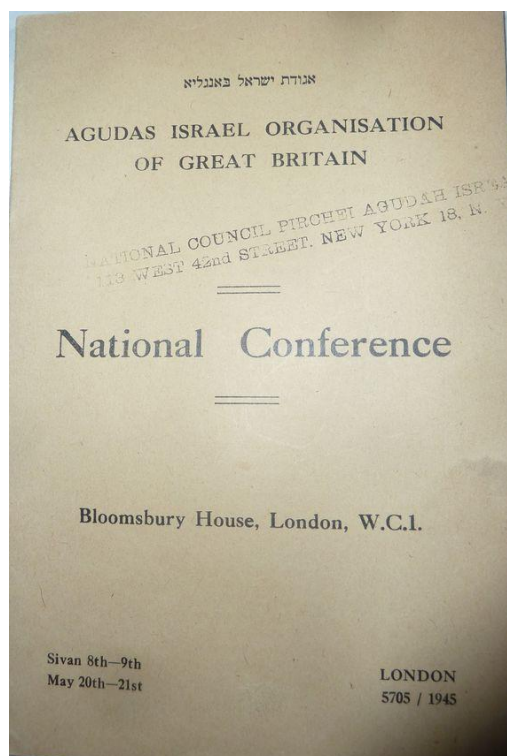 אגודת ישראל באנגליא
AGUDAS ISRAEL ORGANISATION
OF GREAT BRITAIN
NATIONAL COUNCIL PIRCHEI AGUDAH
WEST 42nd STREET. NEW YORK 18, N.
National Conference
Bloomsbury House, London, W.C.1.
Sivan 8th—9th
May 20th—21st
LONDON
5705 / 1945